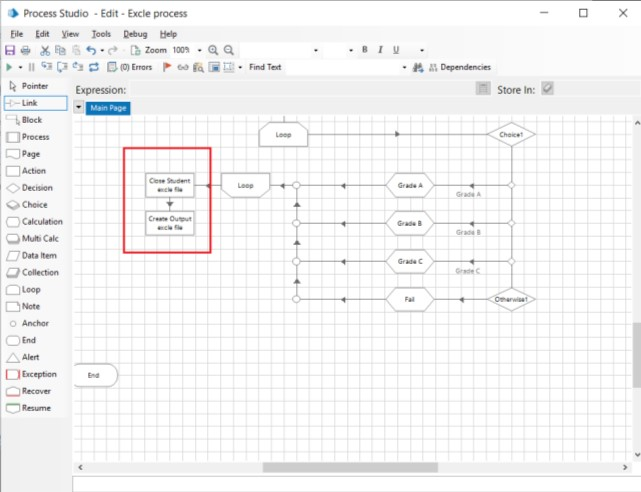 Process Studio - Edit - Excle process
File Edit View Tools Debug Help
Zoom 100% B I U
(0) Errors Find Text Dependencies
Pointer
Link
Block
Process
Page
Action
Decision
Choice
Calculation
Multi Calc
Data Item
Collection
Loop
Note
Anchor
End
Alert
Exception
Recover
Resume
Expression: Store In:
Main Page
Loop
Choice1
Close Student
excle file
Loop
Grade A
Grade A
Create Output
excle file
Grade B
Grade B
Grade C
Grade C
Fail
Otherwise1
End